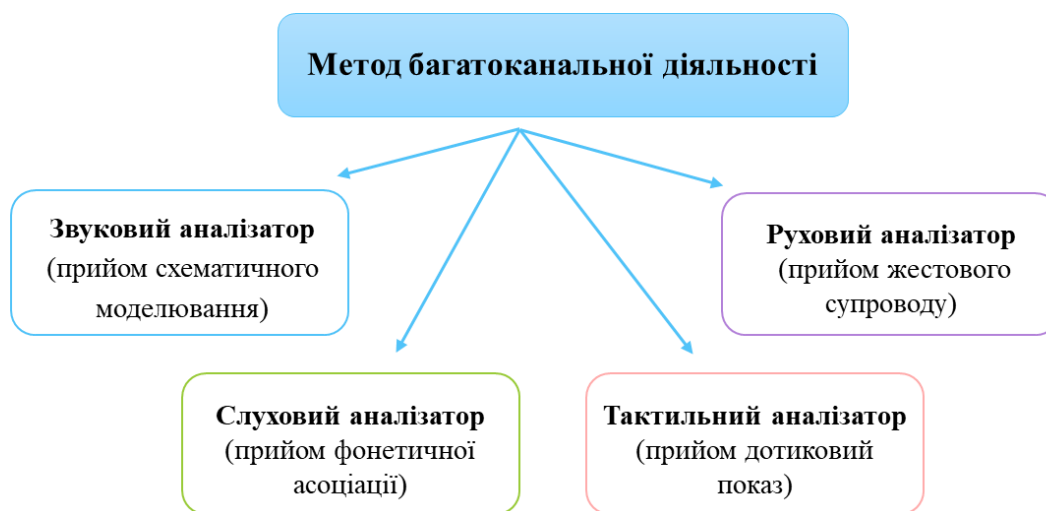 Метод багатоканальної діяльності
Звуковий аналізатор
(прийом схематичного
моделювання)
Руховий аналізатор
(прийом жестового
супроводу)
Слуховий аналізатор
(прийом фонетичної
асоціації)
Тактильний аналізатор
(прийом дотиковий
показ)